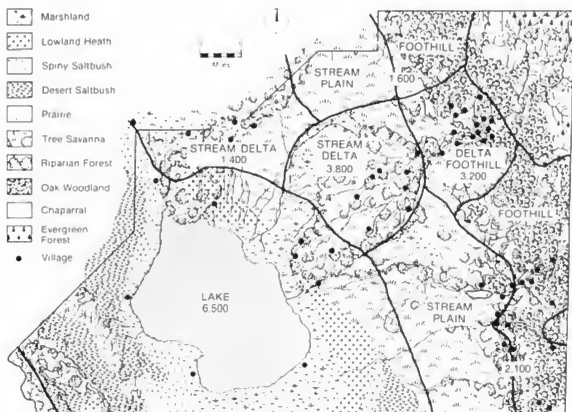 Marshland
Lowland Heath
Spiny Saltbush
Desert Saltbush
Prairie
Tree Savanna
Riparian Forest
Oak Woodland
Chaparral
Evergreen
Forest
Village
STREAM
PLAIN
FOOTHILL
600
STREAM DELTA
1.400
STREAM
DELTA
3.800
DELTA
FOOTHILL
3.200
FOOTHILL
LAKE
6.500
STREAM
PLAIN
2.100